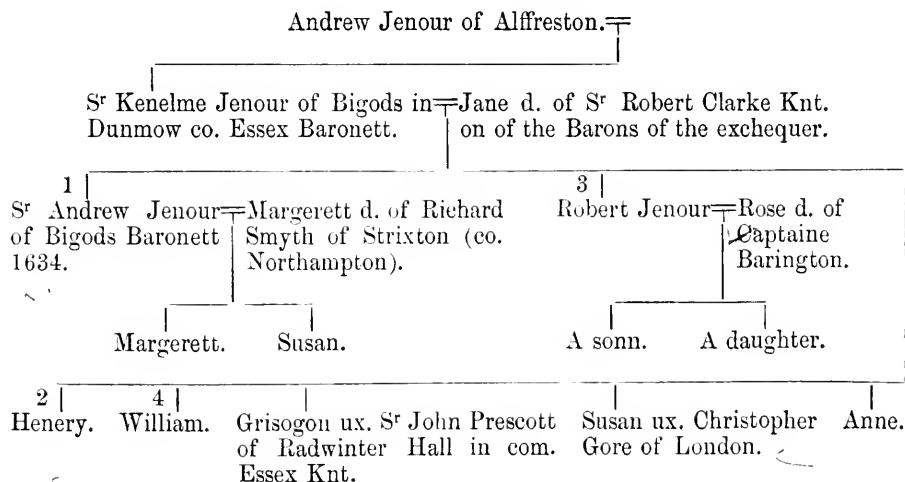 Andrew Jenour of Alffreston.
Sr Kenelme Jenour of Bigods in
Dunmow co. Essex Baronett.
Jane d. of Sr Robert Clarke Knt.
on of the Barons of the exchequer.
1
Sr Andrew Jenour
of Bigods Baronett
1634.
Margerett d. of Richard
Smyth of Strixton (co.
Northampton).
3
Robert Jenour
Rose d. of
Captaine
Barington.
Margerett.
Susan.
A sonn.
A daughter.
2
Henery.
4
William.
Grisogon ux. Sr John Prescott
of Radwinter Hall in com.
Essex Knt.
Susan ux. Christopher
Gore of London.
Anne.